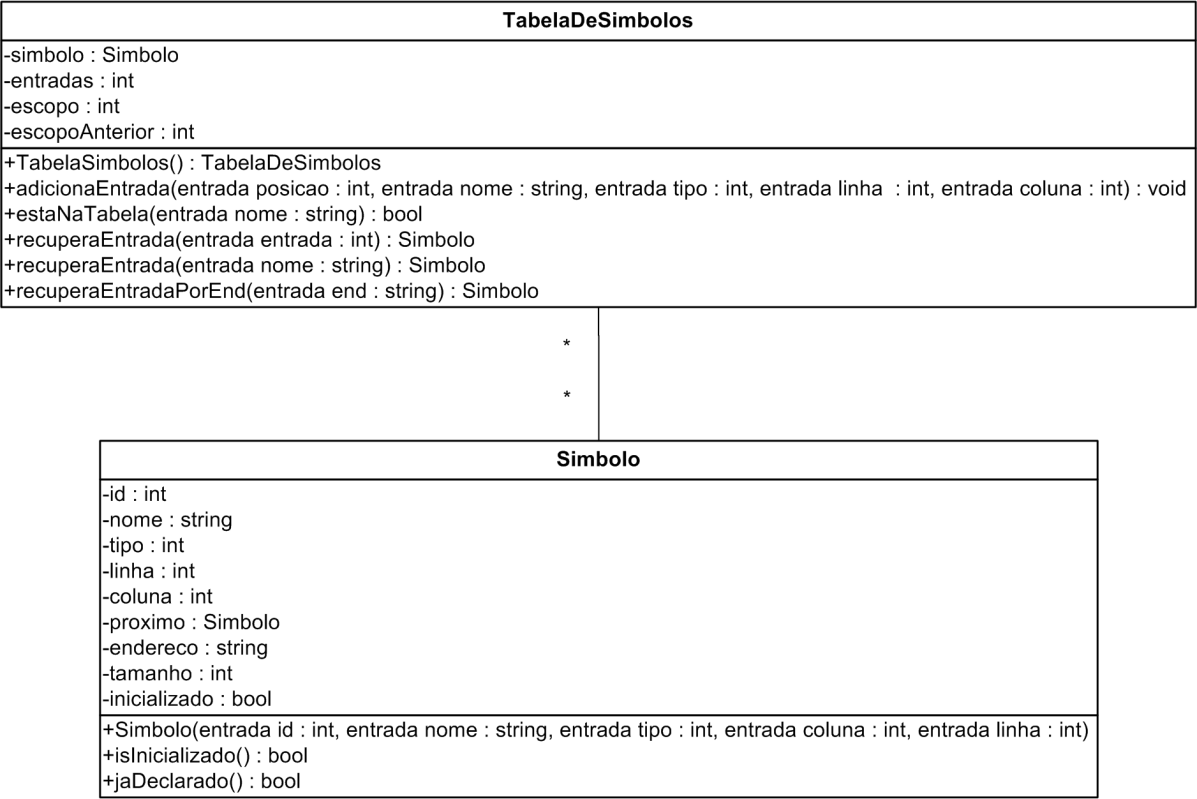 TabelaDeSimbolos
-simbolo : Simbolo
-entradas : int
-escopo : int
-escopoAnterior : int
+TabelaSimbolos() : TabelaDeSimbolos
+adicionaEntrada(entrada posicao : int, entrada nome : string, entrada tipo : int, entrada linha : int, entrada coluna : int) : void
+estaNaTabela(entrada nome : string) : bool
+recuperaEntrada(entrada entrada : int) : Simbolo
+recuperaEntrada(entrada nome : string) : Simbolo
+recuperaEntradaPorEnd(entrada end : string) : Simbolo
*
*
Simbolo
-id : int
-nome : string
-tipo : int
-linha : int
-coluna : int
-proximo : Simbolo
-endereco : string
-tamanho : int
-inicializado : bool
+Simbolo(entrada id : int, entrada nome : string, entrada tipo : int, entrada coluna : int, entrada linha : int)
+isInicializado() : bool
+jaDeclarado() : bool